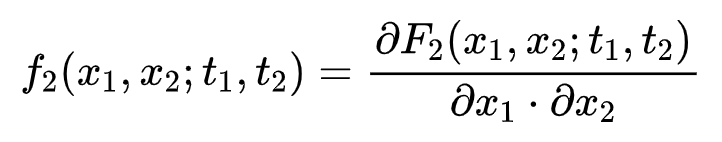 f₂(x₁, x₂; t₁, t₂) = ∂F₂(x₁, x₂; t₁, t₂) / ∂x₁ · ∂x₂